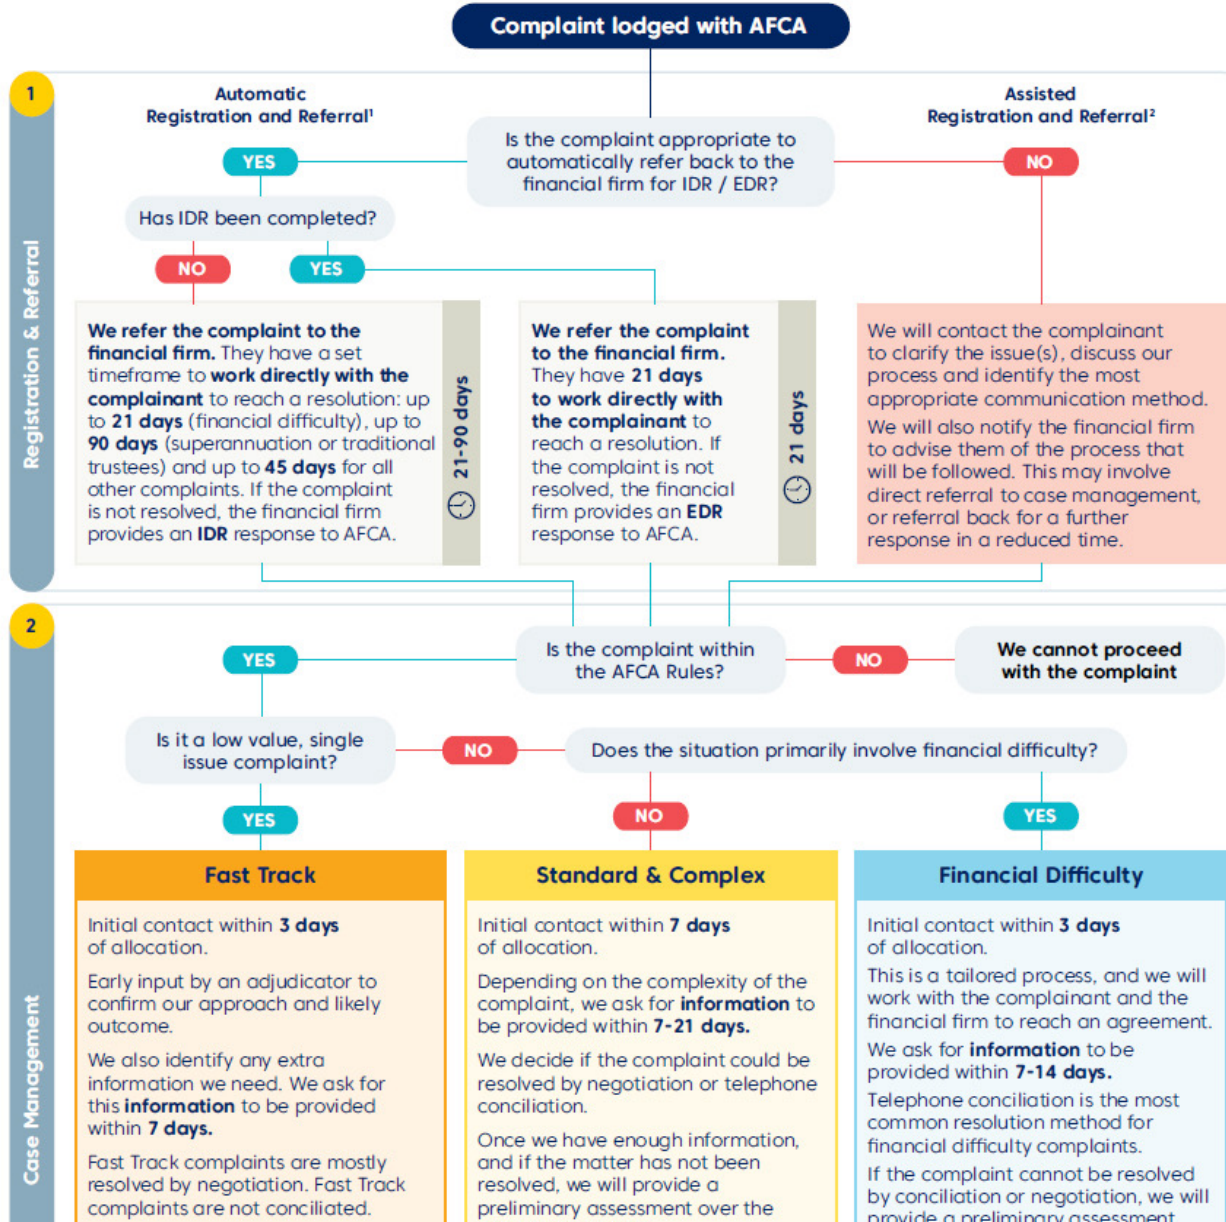 Complaint lodged with AFCA
1
Registration & Referral
Automatic
Registration and Referral¹
Assisted
Registration and Referral²
Is the complaint appropriate to
automatically refer back to the
financial firm for IDR / EDR?
YES
NO
Has IDR been completed?
NO
YES
We refer the complaint to the
financial firm. They have a set
timeframe to work directly with the
complainant to reach a resolution: up
to 21 days (financial difficulty), up to
90 days (superannuation or traditional
trustees) and up to 45 days for all
other complaints. If the complaint
is not resolved, the financial firm
provides an IDR response to AFCA.
21-90 days
We refer the complaint
to the financial firm.
They have 21 days
to work directly with
the complainant to
reach a resolution. If
the complaint is not
resolved, the financial
firm provides an EDR
response to AFCA.
21 days
We will contact the complainant
to clarify the issue(s), discuss our
process and identify the most
appropriate communication method.
We will also notify the financial firm
to advise them of the process that
will be followed. This may involve
direct referral to case management,
or referral back for a further
response in a reduced time.
2
Case Management
Is the complaint within
the AFCA Rules?
YES
NO
We cannot proceed
with the complaint
Is it a low value, single
issue complaint?
NO
Does the situation primarily involve financial difficulty?
YES
NO
YES
Fast Track
Initial contact within 3 days
of allocation.
Early input by an adjudicator to
confirm our approach and likely
outcome.
We also identify any extra
information we need. We ask for
this information to be provided
within 7 days.
Fast Track complaints are mostly
resolved by negotiation. Fast Track
complaints are not conciliated.
Standard & Complex
Initial contact within 7 days
of allocation.
Depending on the complexity of the
complaint, we ask for information to
be provided within 7-21 days.
We decide if the complaint could be
resolved by negotiation or telephone
conciliation.
Once we have enough information,
and if the matter has not been
resolved, we will provide a
preliminary assessment over the
Financial Difficulty
Initial contact within 3 days
of allocation.
This is a tailored process, and we will
work with the complainant and the
financial firm to reach an agreement.
We ask for information to be
provided within 7-14 days.
Telephone conciliation is the most
common resolution method for
financial difficulty complaints.
If the complaint cannot be resolved
by conciliation or negotiation, we will
provide a preliminary assessment